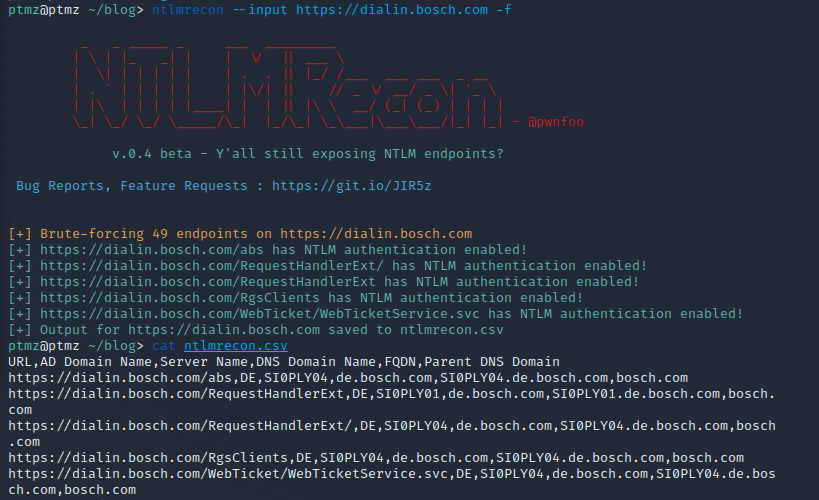 ptmz@ptmz ~/blog> ntlmrecon --input https://dialin.bosch.com -f
NTLMRecon - @pwnfoo
v.0.4 beta - Y'all still exposing NTLM endpoints?
Bug Reports, Feature Requests : https://git.io/JIR5z
[+] Brute-forcing 49 endpoints on https://dialin.bosch.com
[+] https://dialin.bosch.com/abs has NTLM authentication enabled!
[+] https://dialin.bosch.com/RequestHandlerExt/ has NTLM authentication enabled!
[+] https://dialin.bosch.com/RequestHandlerExt has NTLM authentication enabled!
[+] https://dialin.bosch.com/RgsClients has NTLM authentication enabled!
[+] https://dialin.bosch.com/WebTicket/WebTicketService.svc has NTLM authentication enabled!
[+] Output for https://dialin.bosch.com saved to ntlmrecon.csv
ptmz@ptmz ~/blog> cat ntlmrecon.csv
URL,AD Domain Name,Server Name,DNS Domain Name,FQDN,Parent DNS Domain
https://dialin.bosch.com/abs,DE,SI0PLY04,de.bosch.com,SI0PLY04.de.bosch.com,bosch.com
https://dialin.bosch.com/RequestHandlerExt,DE,SI0PLY01,de.bosch.com,SI0PLY01.de.bosch.com,bosch.
com
https://dialin.bosch.com/RequestHandlerExt/,DE,SI0PLY04,de.bosch.com,SI0PLY04.de.bosch.com,bosch
.com
https://dialin.bosch.com/RgsClients,DE,SI0PLY04,de.bosch.com,SI0PLY04.de.bosch.com,bosch.com
https://dialin.bosch.com/WebTicket/WebTicketService.svc,DE,SI0PLY04,de.bosch.com,SI0PLY04.de.bos
ch.com,bosch.com